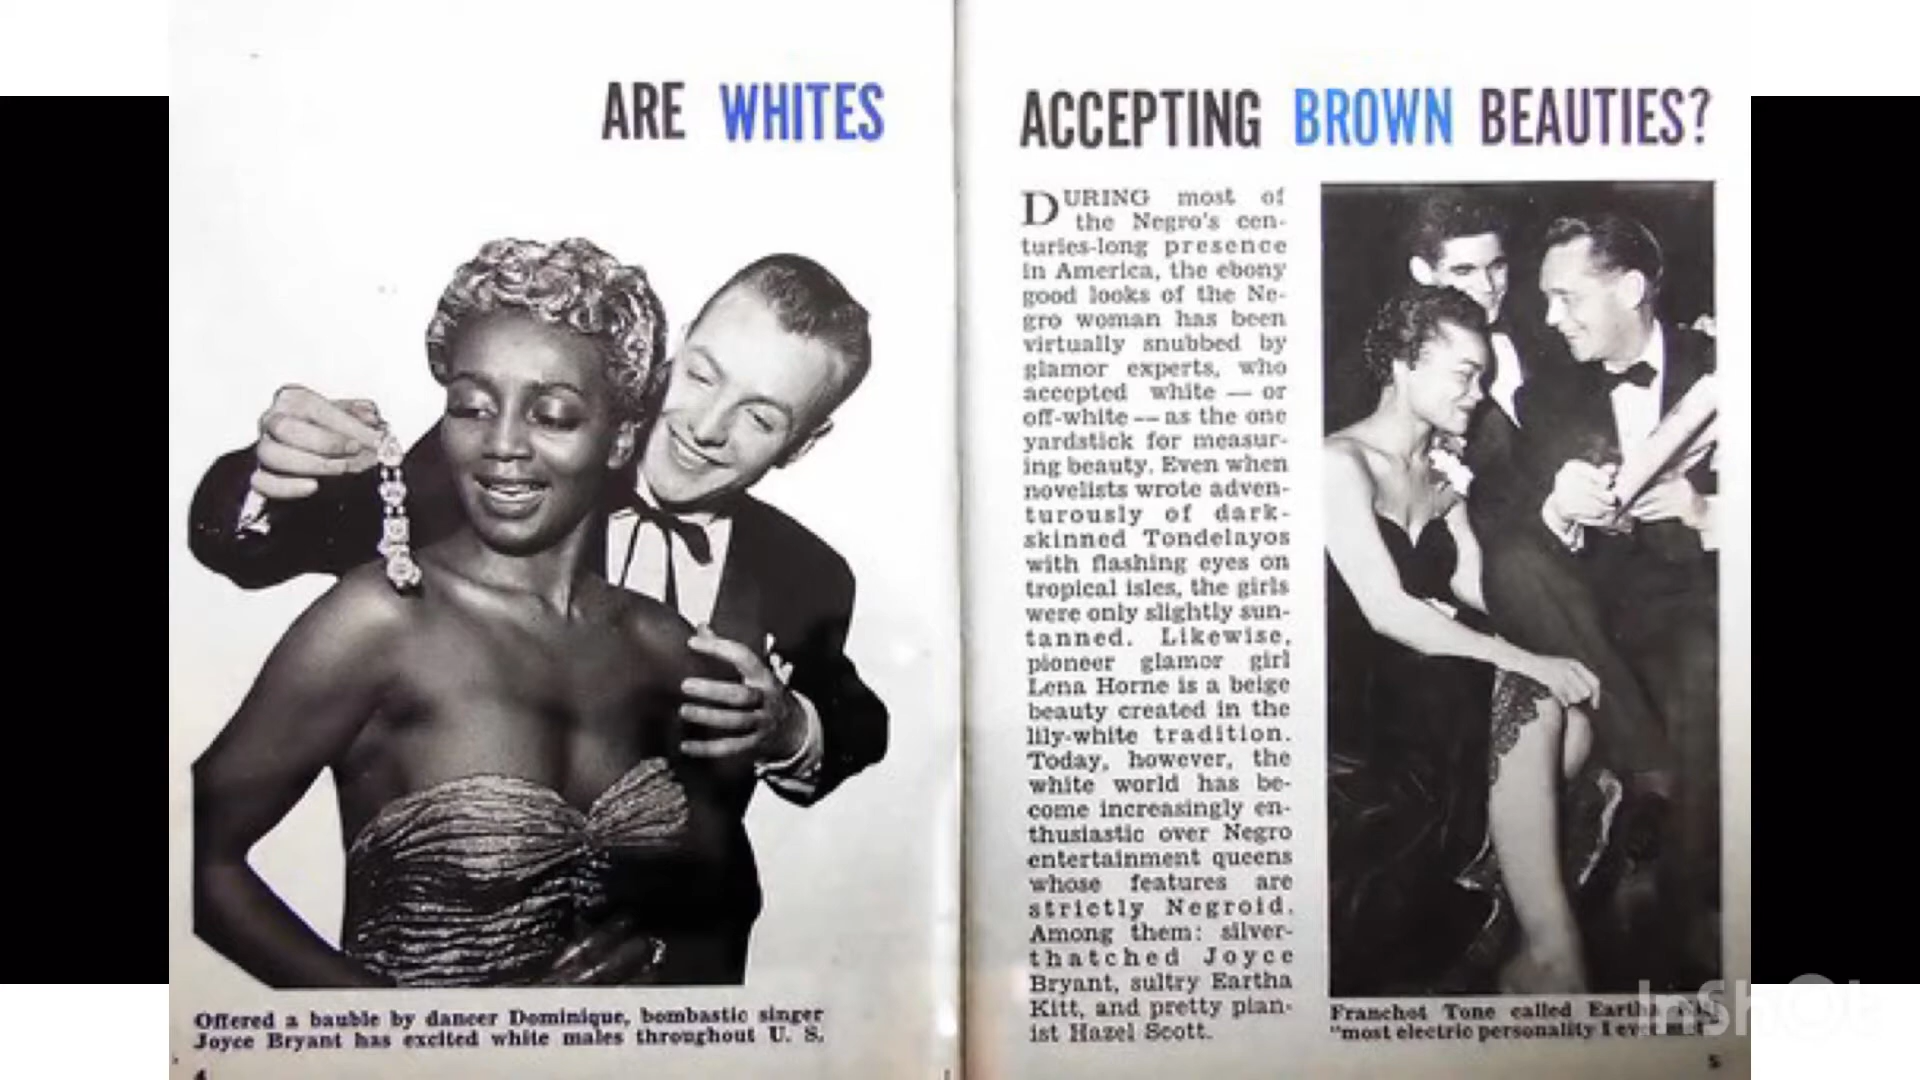 ARE WHITES
ACCEPTING BROWN BEAUTIES?
DURING most of
the Negro's cen-
turies-long presence
in America, the ebony
good looks of the Ne-
gro woman has been
virtually snubbed by
glamor experts, who
accepted white — or
off-white — as the one
yardstick for measur-
ing beauty. Even when
novelists wrote adven-
turously of dark-
skinned Tondelayos
with flashing eyes on
tropical isles, the girls
were only slightly sun-
tanned. Likewise,
pioneer glamor girl
Lena Horne is a beige
beauty created in the
lily-white tradition.
Today, however, the
white world has be-
come increasingly en-
thusiastic over Negro
entertainment queens
whose features are
strictly Negroid.
Among them: silver-
thatched Joyce
Bryant, sultry Eartha
Kitt, and pretty pian-
ist Hazel Scott.
Offered a bauble by dancer Dominique, bombastic singer
Joyce Bryant has excited white males throughout U. S.
4
Franchot Tone called Eartha Kitt
"most electric personality I ever met"
5
InShOt